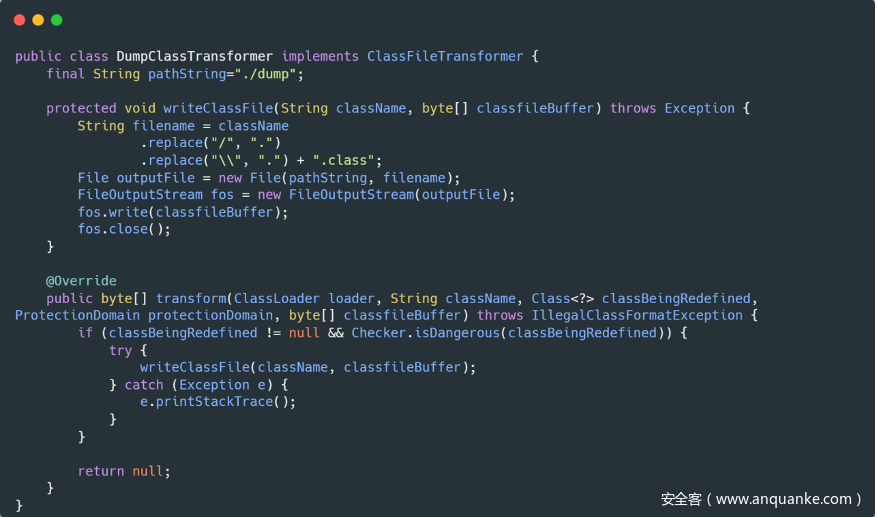 public class DumpClassTransformer implements ClassFileTransformer {
    final String pathString="./dump";

    protected void writeClassFile(String className, byte[] classfileBuffer) throws Exception {
        String filename = className
                .replace("/", ".")
                .replace("\\", ".") + ".class";
        File outputFile = new File(pathString, filename);
        FileOutputStream fos = new FileOutputStream(outputFile);
        fos.write(classfileBuffer);
        fos.close();
    }

    @Override
    public byte[] transform(ClassLoader loader, String className, Class<?> classBeingRedefined,
ProtectionDomain protectionDomain, byte[] classfileBuffer) throws IllegalClassFormatException {
        if (classBeingRedefined != null && Checker.isDangerous(classBeingRedefined)) {
            try {
                writeClassFile(className, classfileBuffer);
            } catch (Exception e) {
                e.printStackTrace();
            }
        }

        return null;
    }
}
安全客（www.anquanke.com）